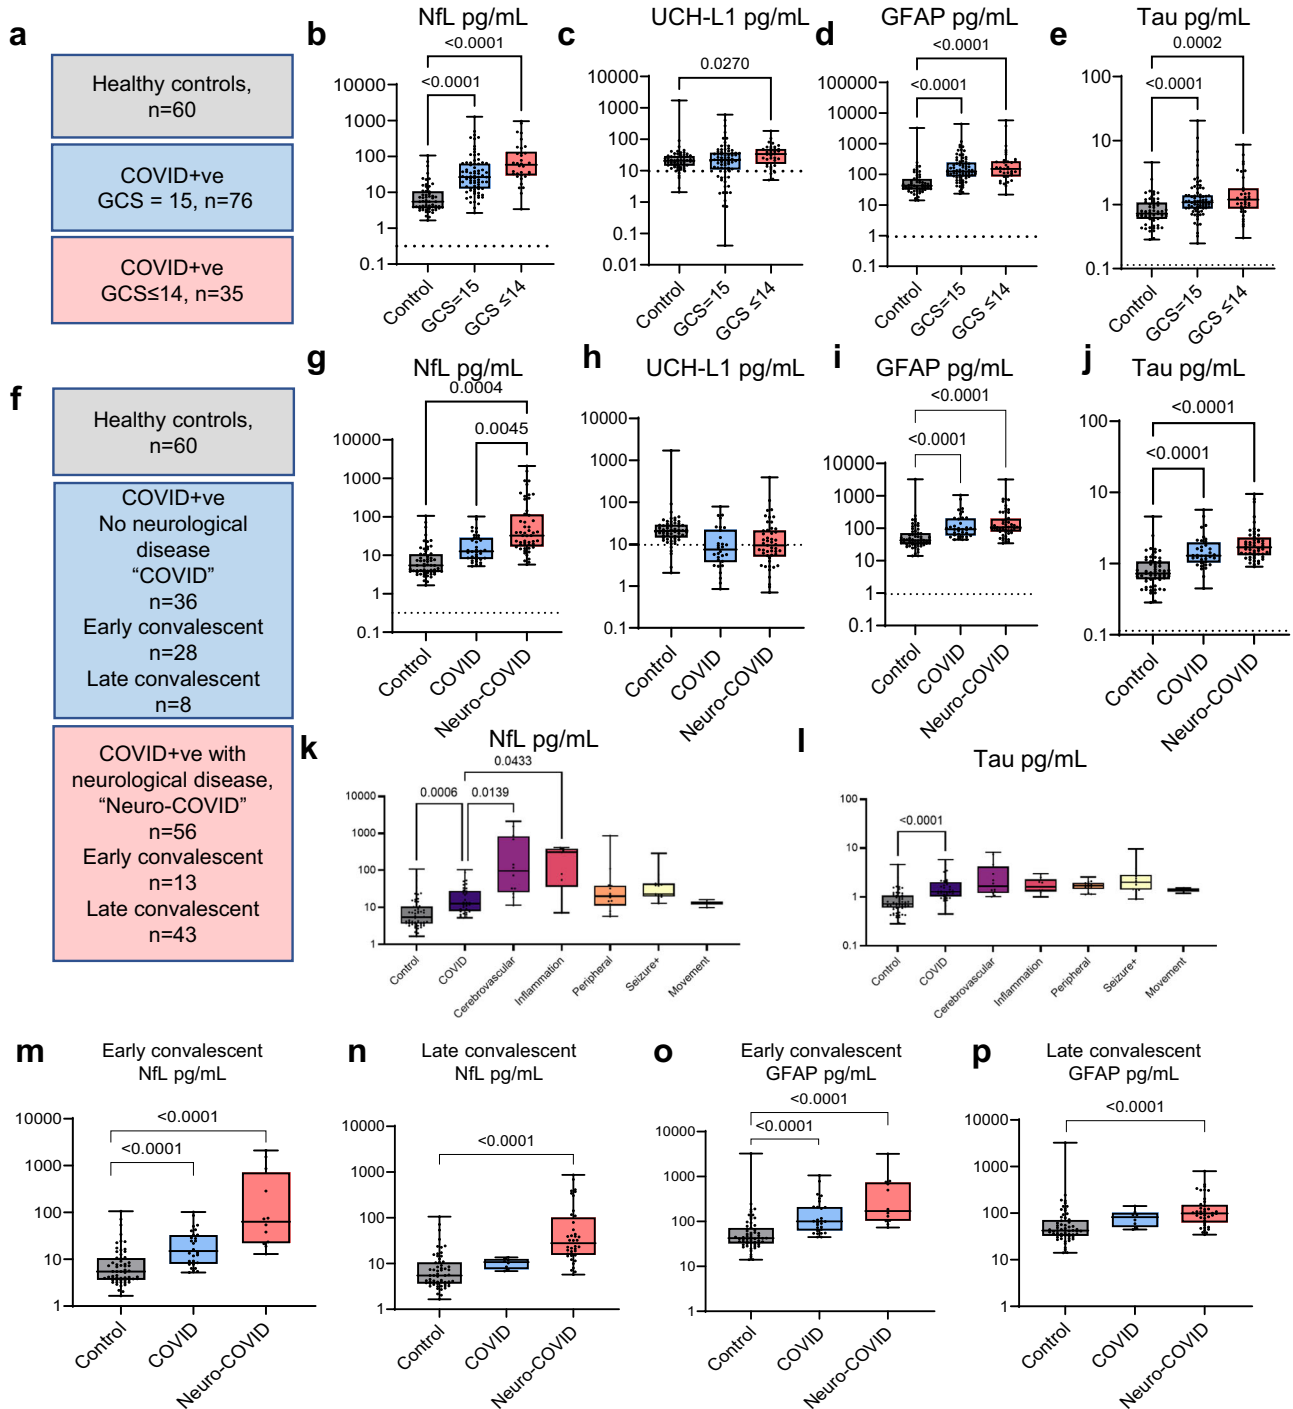 a
Healthy controls,
n=60
COVID+ve
GCS = 15, n=76
COVID+ve
GCS≤14, n=35
b
NfL pg/mL
<0.0001
<0.0001
10000
1000
100
10
1
0.1
Control
GCS=15
GCS ≤14
c
UCH-L1 pg/mL
0.0270
10000
1000
100
10
1
0.1
0.01
Control
GCS=15
GCS ≤14
d
GFAP pg/mL
<0.0001
<0.0001
100000
10000
1000
100
10
1
0.1
Control
GCS=15
GCS ≤14
e
Tau pg/mL
0.0002
<0.0001
100
10
1
0.1
Control
GCS=15
GCS ≤14
f
Healthy controls,
n=60
COVID+ve
No neurological
disease
“COVID”
n=36
Early convalescent
n=28
Late convalescent
n=8
COVID+ve with
neurological disease,
“Neuro-COVID”
n=56
Early convalescent
n=13
Late convalescent
n=43
g
NfL pg/mL
0.0004
0.0045
10000
1000
100
10
1
0.1
Control
COVID
Neuro-COVID
h
UCH-L1 pg/mL
10000
1000
100
10
1
0.1
Control
COVID
Neuro-COVID
i
GFAP pg/mL
<0.0001
<0.0001
10000
1000
100
10
1
0.1
Control
COVID
Neuro-COVID
j
Tau pg/mL
<0.0001
<0.0001
100
10
1
0.1
Control
COVID
Neuro-COVID
k
NfL pg/mL
0.0433
0.0006
0.0139
10000
1000
100
10
1
Control
COVID
Cerebrovascular
Inflammation
Peripheral
Seizure+
Movement
l
Tau pg/mL
<0.0001
100
10
1
0.1
Control
COVID
Cerebrovascular
Inflammation
Peripheral
Seizure+
Movement
m
Early convalescent
NfL pg/mL
<0.0001
<0.0001
10000
1000
100
10
1
Control
COVID
Neuro-COVID
n
Late convalescent
NfL pg/mL
<0.0001
10000
1000
100
10
1
Control
COVID
Neuro-COVID
o
Early convalescent
GFAP pg/mL
<0.0001
<0.0001
10000
1000
100
10
1
Control
COVID
Neuro-COVID
p
Late convalescent
GFAP pg/mL
<0.0001
10000
1000
100
10
1
Control
COVID
Neuro-COVID